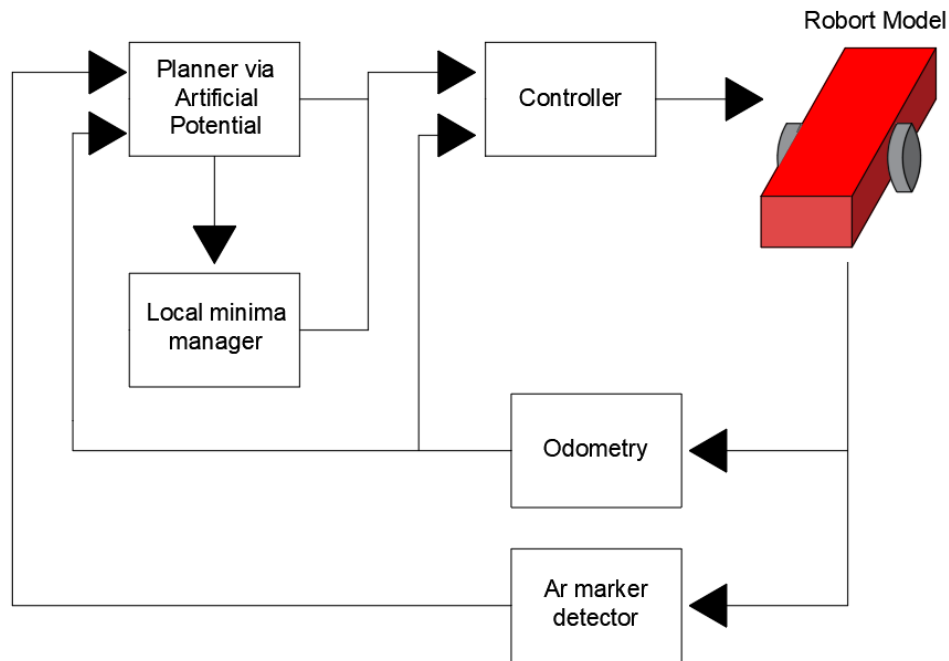 Robort Model
Planner via
Artificial
Potential
Controller
Local minima
manager
Odometry
Ar marker
detector